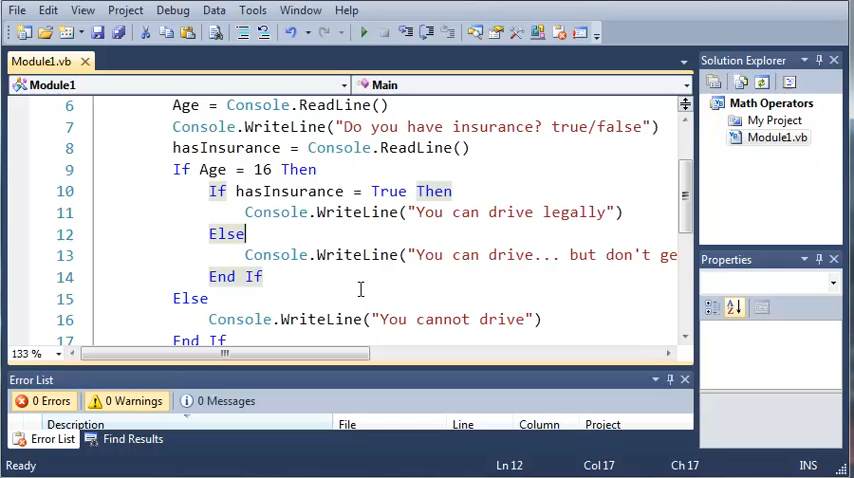 File Edit View Project Debug Data Tools Window Help
Module1.vb
Solution Explorer
Module1 Main
Math Operators
My Project
Module1.vb
6 Age = Console.ReadLine()
7 Console.WriteLine("Do you have insurance? true/false")
8 hasInsurance = Console.ReadLine()
9 If Age = 16 Then
10 If hasInsurance = True Then
11 Console.WriteLine("You can drive legally")
12 Else
13 Console.WriteLine("You can drive... but don't ge
14 End If
15 Else
16 Console.WriteLine("You cannot drive")
17 End If
133 %
Properties
Error List
0 Errors 0 Warnings 0 Messages
Description File Line Column Project
Error List Find Results
Ready Ln 12 Col 17 Ch 17 INS